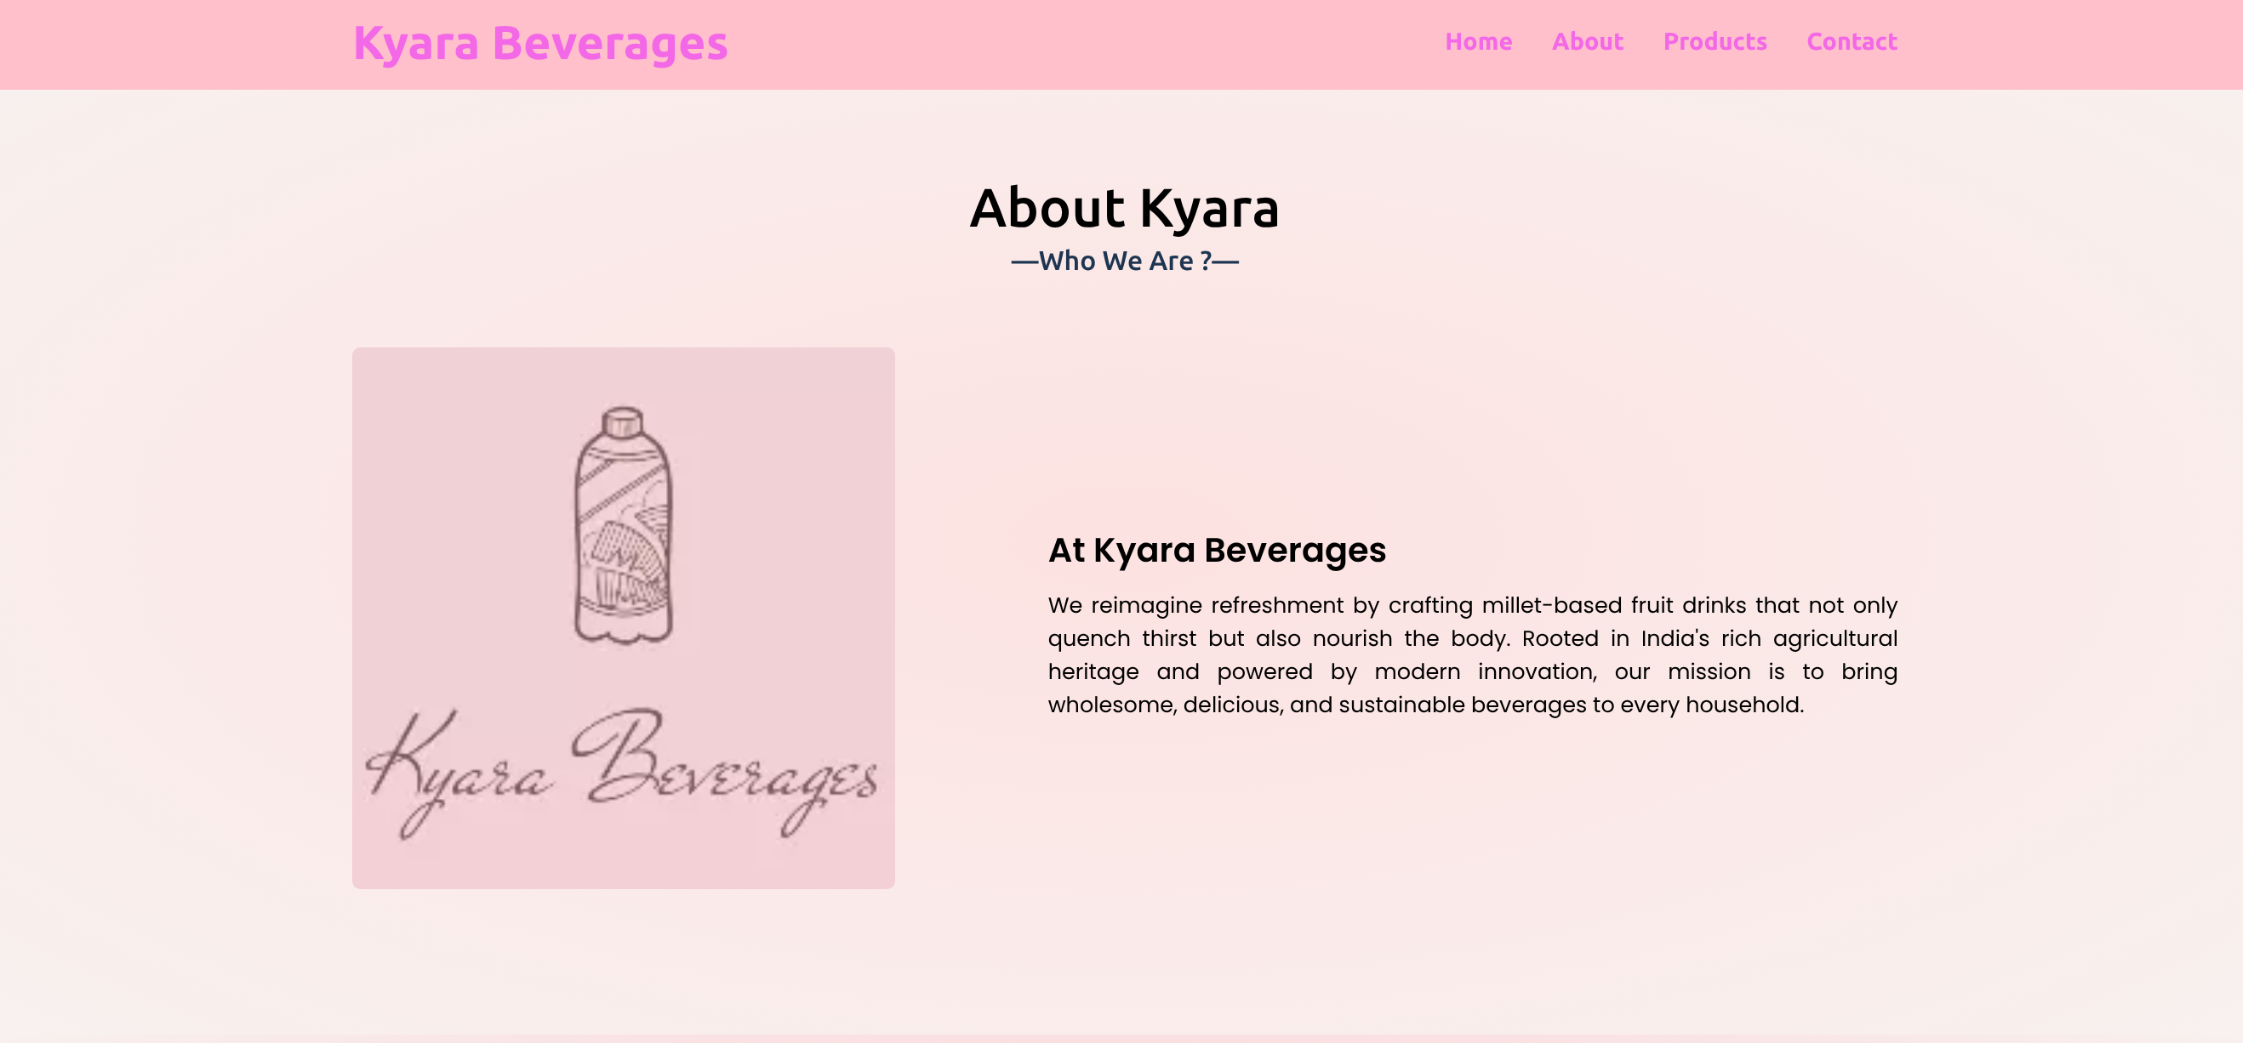 Kyara Beverages
Home About Products Contact
About Kyara
—Who We Are ?—
Kyara Beverages
At Kyara Beverages
We reimagine refreshment by crafting millet-based fruit drinks that not only
quench thirst but also nourish the body. Rooted in India's rich agricultural
heritage and powered by modern innovation, our mission is to bring
wholesome, delicious, and sustainable beverages to every household.